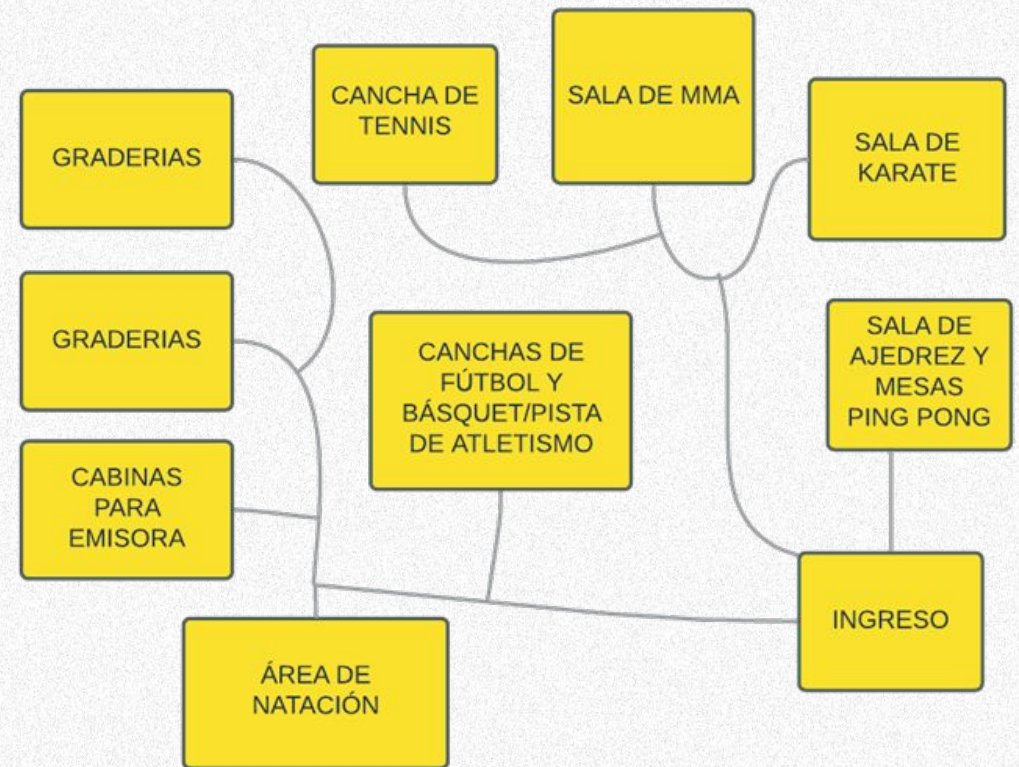 GRADERIAS
CANCHA DE
TENNIS
SALA DE MMA
SALA DE
KARATE
GRADERIAS
CANCHAS DE
FÚTBOL Y
BÁSQUET/PISTA
DE ATLETISMO
SALA DE
AJEDREZ Y
MESAS
PING PONG
CABINAS
PARA
EMISORA
ÁREA DE
NATACIÓN
INGRESO